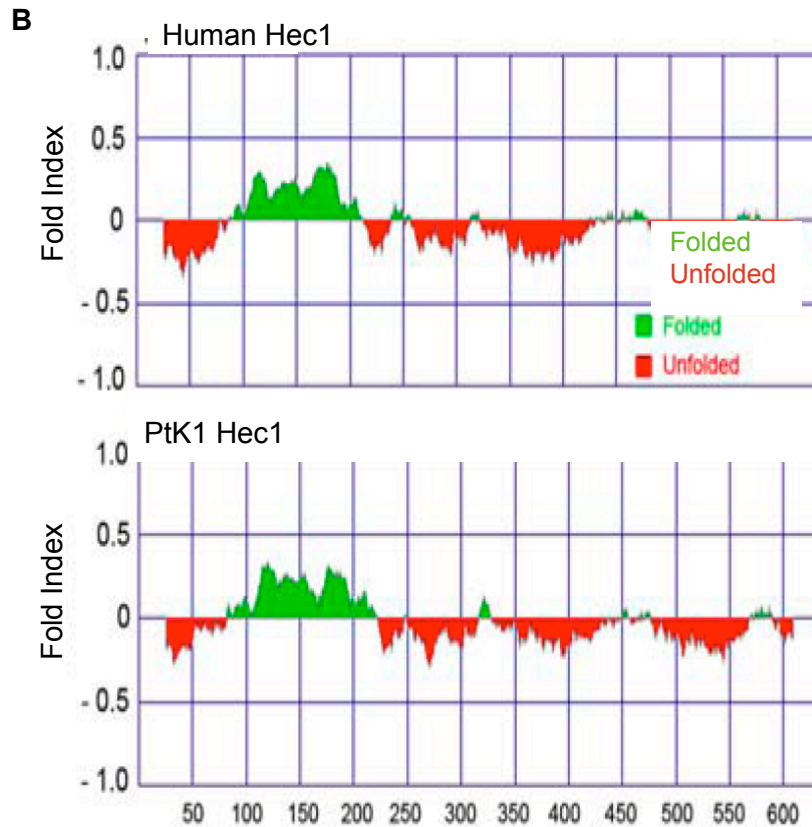 B
Human Hec1
1.0
0.5
0
- 0.5
- 1.0
Fold Index
Folded
Unfolded
Folded
Unfolded
PtK1 Hec1
1.0
0.5
0
- 0.5
- 1.0
Fold Index
50 100 150 200 250 300 350 400 450 500 550 600